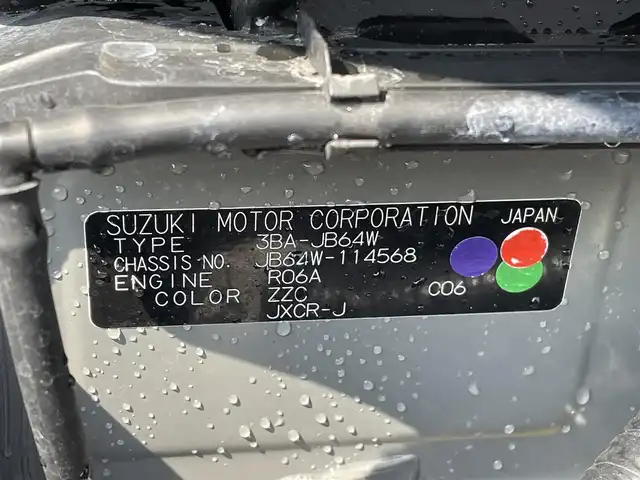 SUZUKI MOTOR CORPORATION JAPAN
TYPE 3BA-JB64W
CHASSIS NO. JB64W-114568
ENGINE R06A
COLOR ZZC C06
JXCR-J